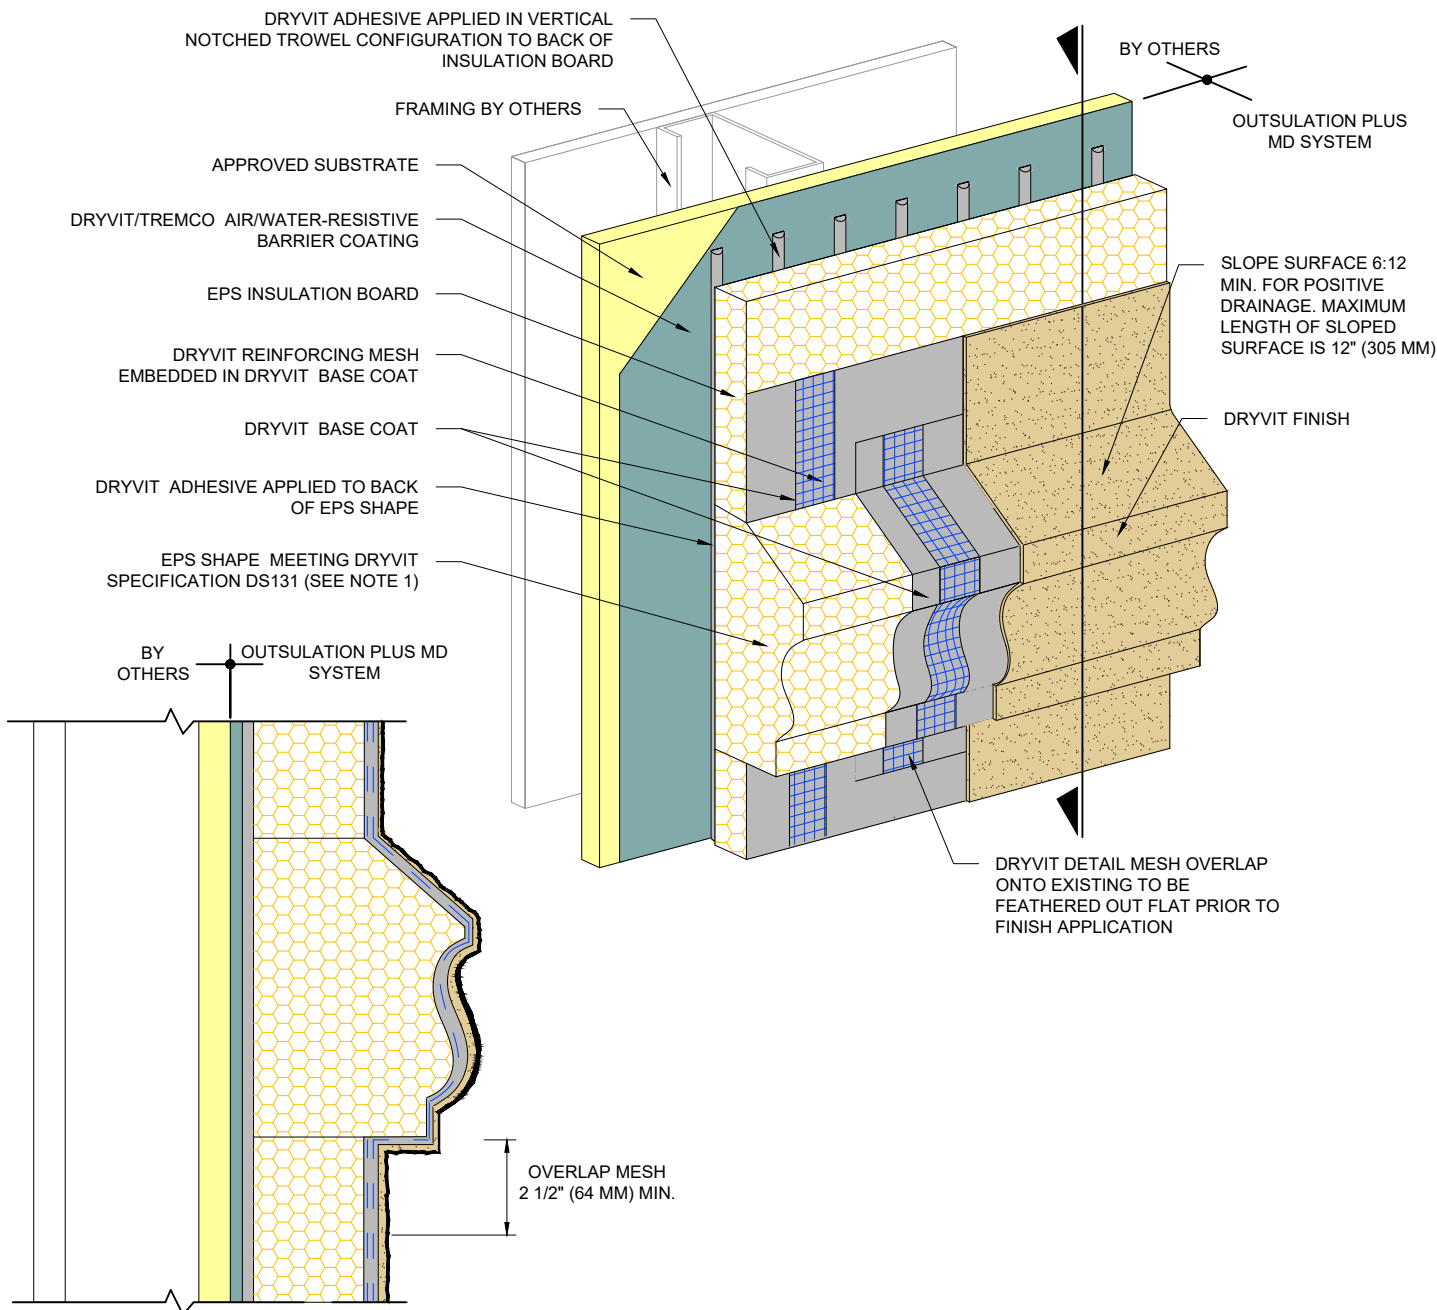 DRYVIT ADHESIVE APPLIED IN VERTICAL
NOTCHED TROWEL CONFIGURATION TO BACK OF
INSULATION BOARD
FRAMING BY OTHERS
APPROVED SUBSTRATE
DRYVIT/TREMCO AIR/WATER-RESISTIVE
BARRIER COATING
EPS INSULATION BOARD
DRYVIT REINFORCING MESH
EMBEDDED IN DRYVIT BASE COAT
DRYVIT BASE COAT
DRYVIT ADHESIVE APPLIED TO BACK
OF EPS SHAPE
EPS SHAPE MEETING DRYVIT
SPECIFICATION DS131 (SEE NOTE 1)
BY OTHERS
OUTSULATION PLUS
MD SYSTEM
SLOPE SURFACE 6:12
MIN. FOR POSITIVE
DRAINAGE. MAXIMUM
LENGTH OF SLOPED
SURFACE IS 12" (305 MM)
DRYVIT FINISH
DRYVIT DETAIL MESH OVERLAP
ONTO EXISTING TO BE
FEATHERED OUT FLAT PRIOR TO
FINISH APPLICATION
BY
OTHERS
OUTSULATION PLUS MD
SYSTEM
OVERLAP MESH
2 1/2" (64 MM) MIN.